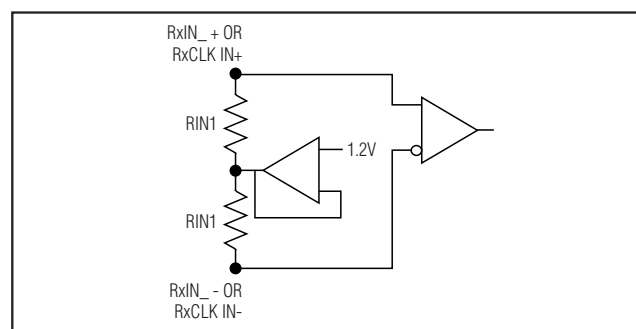 RxIN_ + OR
RxCLK IN+
RIN1
1.2V
RIN1
RxIN_ - OR
RxCLK IN-